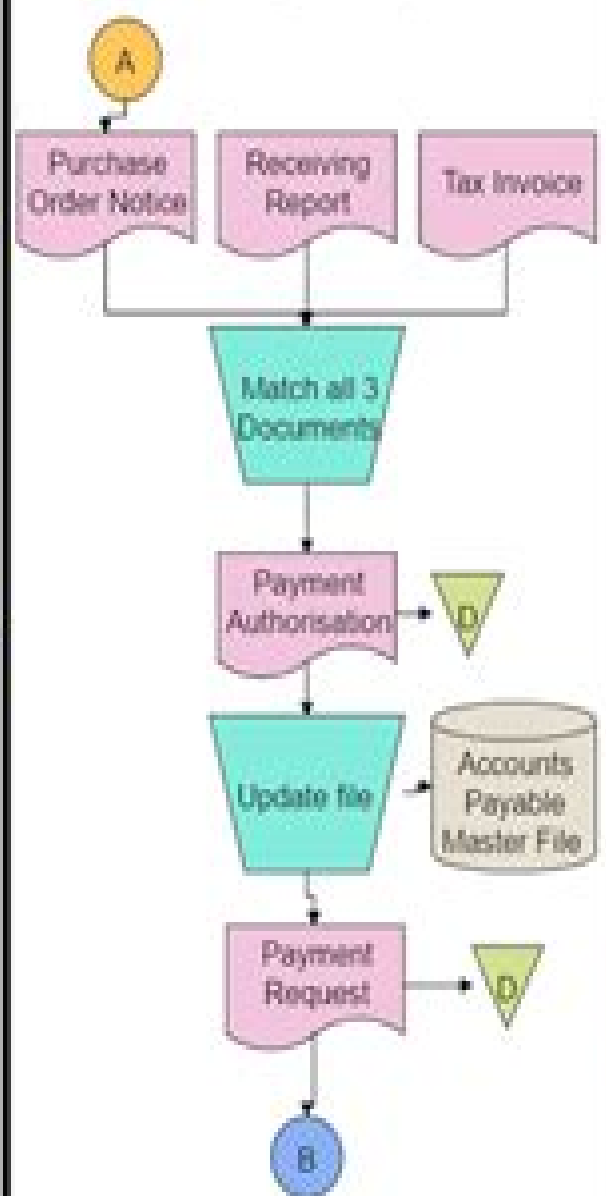 A
Purchase
Order Notice
Receiving
Report
Tax Invoice
Match all 3
Documents
Payment
Authorisation
D
Update file
Accounts
Payable
Master File
Payment
Request
D
B